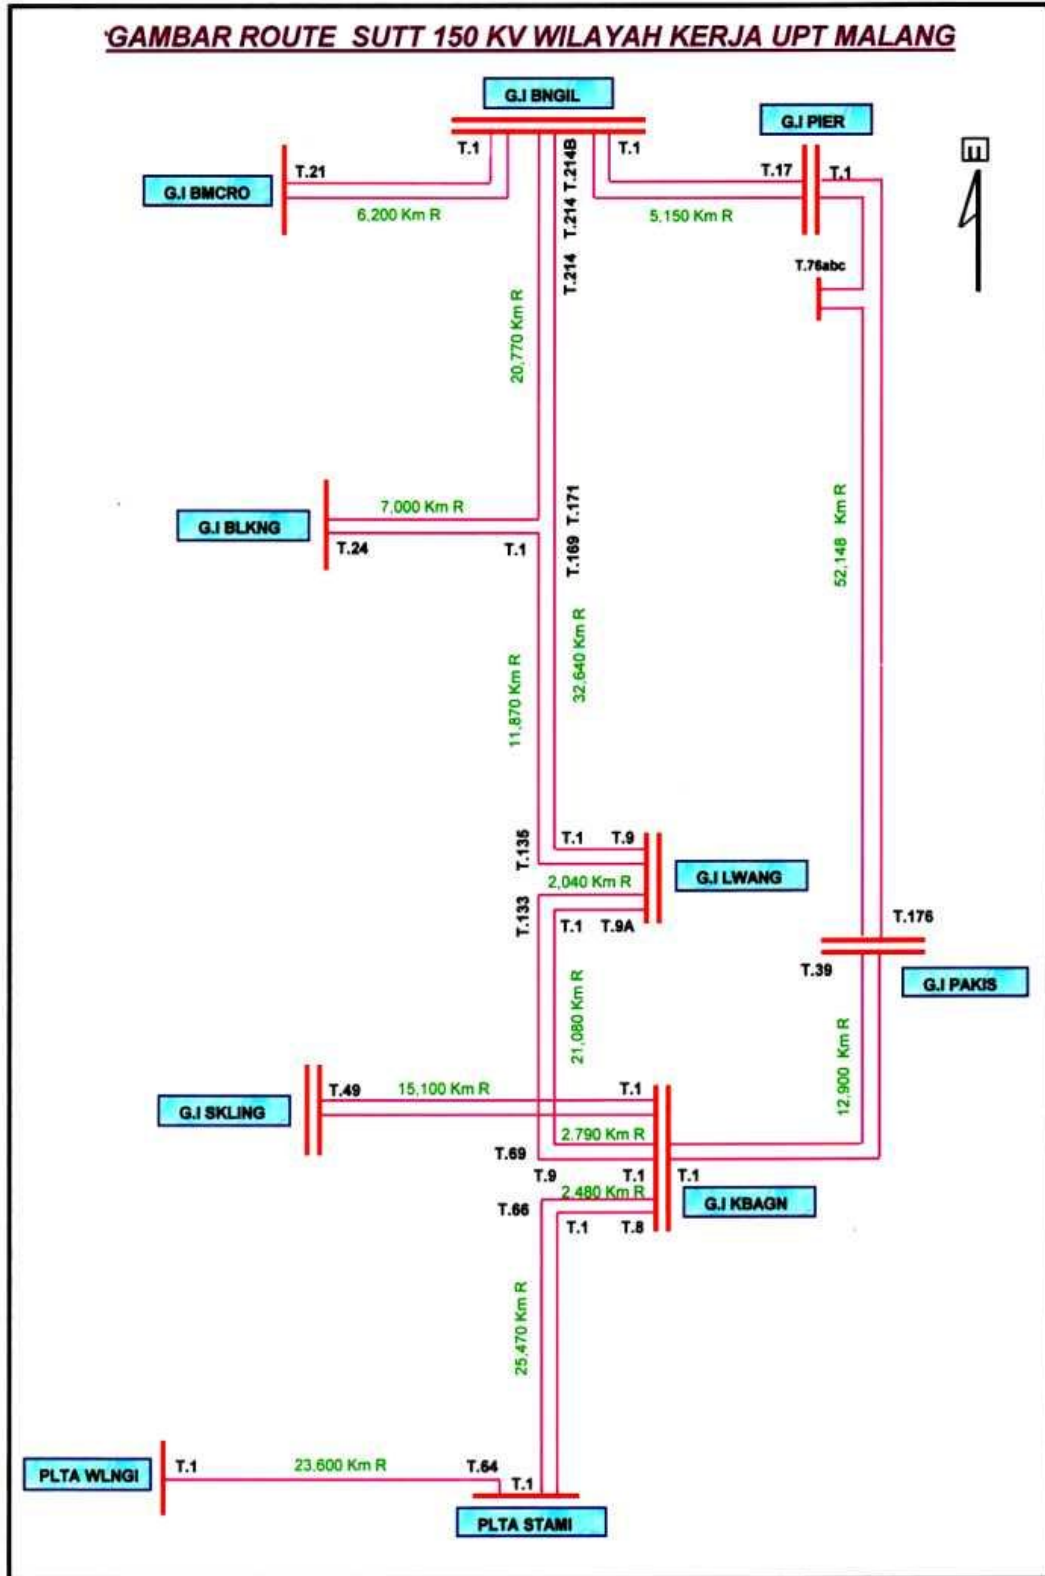 'GAMBAR ROUTE SUTT 150 KV WILAYAH KERJA UPT MALANG
G.I BNGIL
G.I PIER
T.1
T.214B
T.1
T.21
T.17
T.1
G.I BMCRO
T.214
6,200 Km R
5,150 Km R
T.214
T.76abc
20,770 Km R
7,000 Km R
T.171
52,148 Km R
G.I BLKNG
T.24
T.1
T.169
32,640 Km R
11,870 Km R
T.135
T.1
T.9
2,040 Km R
G.I LWANG
T.133
T.1
T.9A
T.176
T.39
G.I PAKIS
21,080 Km R
12,900 Km R
T.49
15,100 Km R
T.1
G.I SKLING
2.790 Km R
T.69
T.9
T.1
T.1
2,480 Km R
G.I KBAGN
T.66
T.1
T.8
25,470 Km R
PLTA WLNGI
T.1
23,600 Km R
T.64
T.1
PLTA STAMI